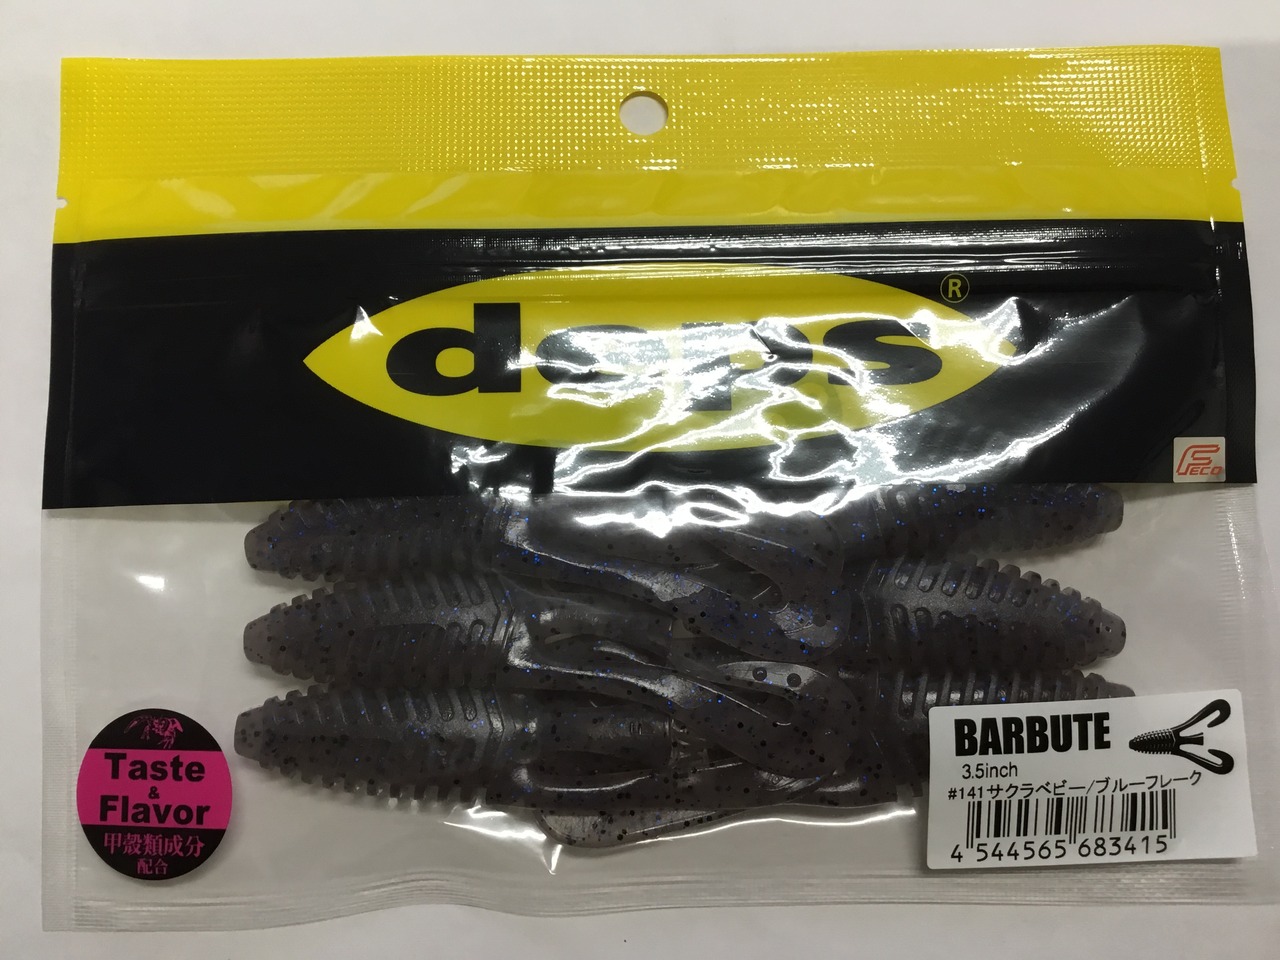 deps
®
FECO
Taste
&
Flavor
甲殻類成分
配合
BARBUTE
3.5inch
#141サクラベビー/ブルーフレーク
4 544565 683415